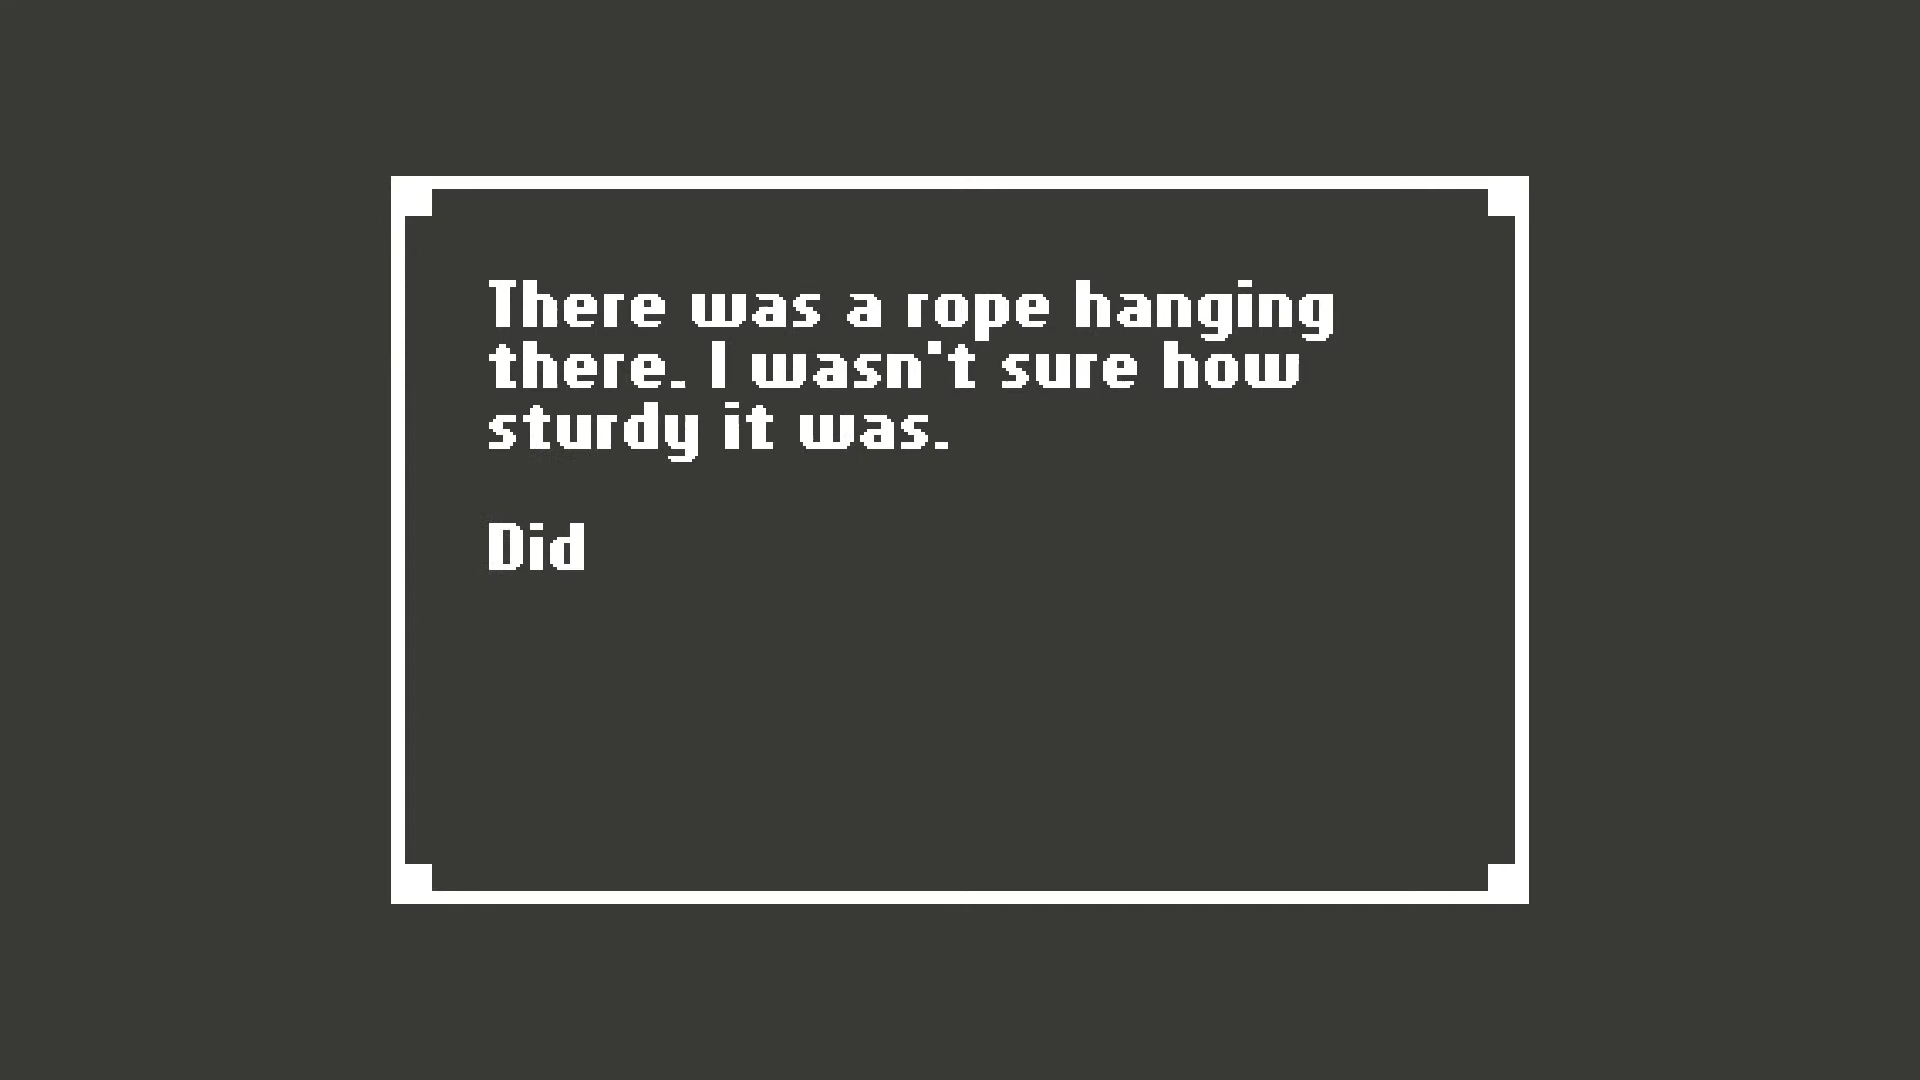 There was a rope hanging
there. I wasn't sure how
sturdy it was.
Did